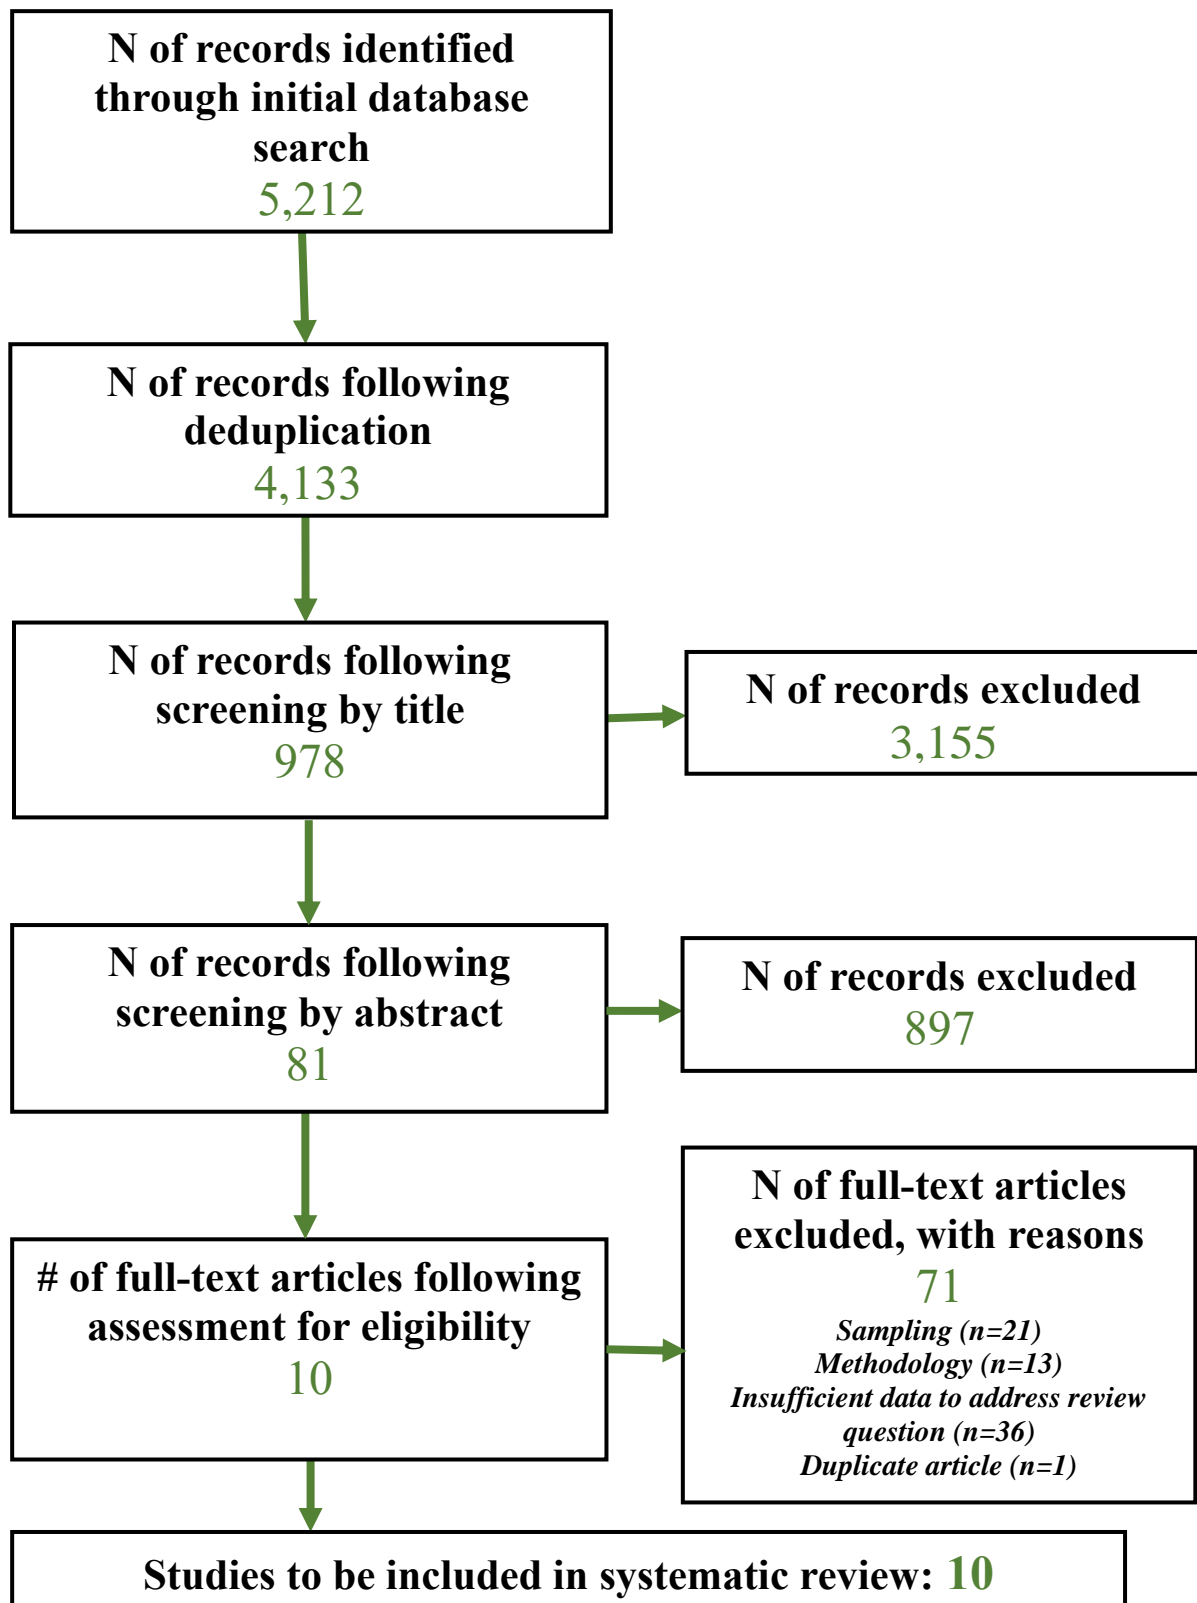 N of records identified
through initial database
search
5,212
N of records following
deduplication
4,133
N of records following
screening by title
978
N of records excluded
3,155
N of records following
screening by abstract
81
N of records excluded
897
# of full-text articles following
assessment for eligibility
10
N of full-text articles
excluded, with reasons
71
Sampling (n=21)
Methodology (n=13)
Insufficient data to address review
question (n=36)
Duplicate article (n=1)
Studies to be included in systematic review: 10